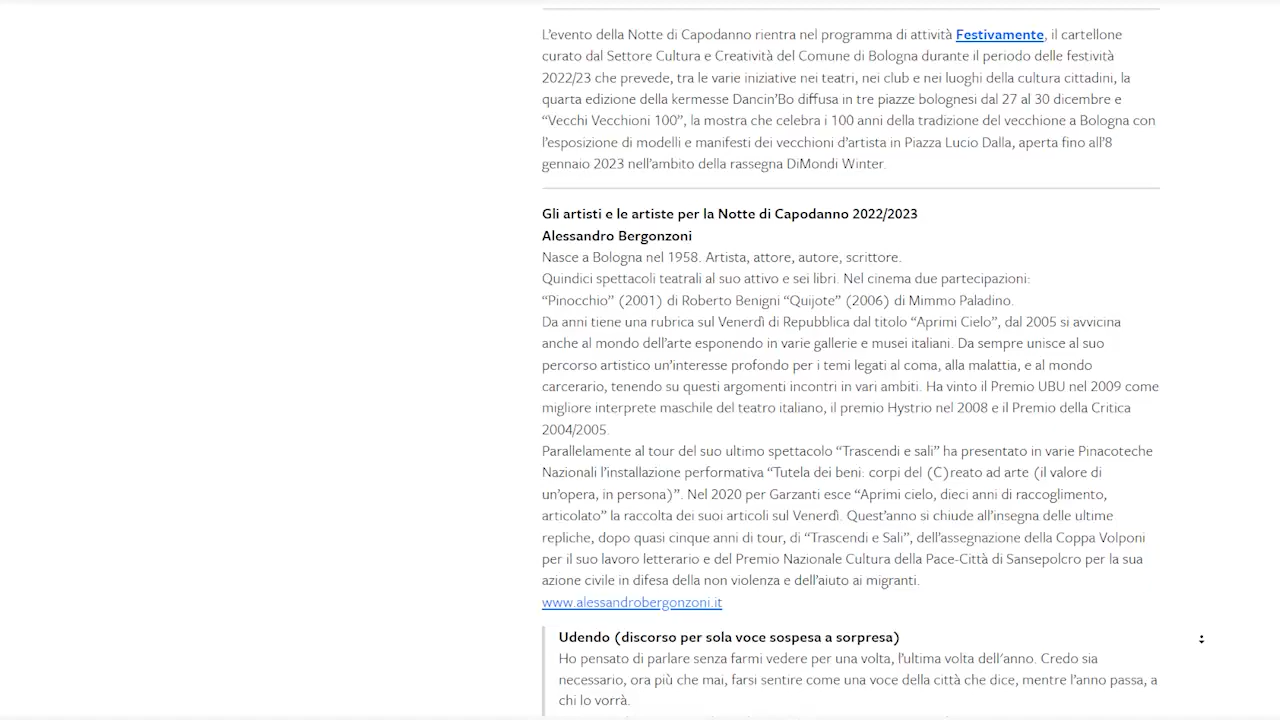 L'evento della Notte di Capodanno rientra nel programma di attività Festivamente, il cartellone
curato dal Settore Cultura e Creatività del Comune di Bologna durante il periodo delle festività
2022/23 che prevede, tra le varie iniziative nei teatri, nei club e nei luoghi della cultura cittadini, la
quarta edizione della kermesse Dancin'Bo diffusa in tre piazze bolognesi dal 27 al 30 dicembre e
“Vecchi Vecchioni 100”, la mostra che celebra i 100 anni della tradizione del vecchione a Bologna con
l'esposizione di modelli e manifesti dei vecchioni d'artista in Piazza Lucio Dalla, aperta fino all'8
gennaio 2023 nell'ambito della rassegna DiMondi Winter.
Gli artisti e le artiste per la Notte di Capodanno 2022/2023
Alessandro Bergonzoni
Nasce a Bologna nel 1958. Artista, attore, autore, scrittore.
Quindici spettacoli teatrali al suo attivo e sei libri. Nel cinema due partecipazioni:
“Pinocchio” (2001) di Roberto Benigni “Quijote” (2006) di Mimmo Paladino.
Da anni tiene una rubrica sul Venerdì di Repubblica dal titolo “Aprimi Cielo”, dal 2005 si avvicina
anche al mondo dell'arte esponendo in varie gallerie e musei italiani. Da sempre unisce al suo
percorso artistico un'interesse profondo per i temi legati al coma, alla malattia, e al mondo
carcerario, tenendo su questi argomenti incontri in vari ambiti. Ha vinto il Premio UBU nel 2009 come
migliore interprete maschile del teatro italiano, il premio Hystrio nel 2008 e il Premio della Critica
2004/2005.
Parallelamente al tour del suo ultimo spettacolo “Trascendi e sali” ha presentato in varie Pinacoteche
Nazionali l'installazione performativa “Tutela dei beni: corpi del (C)reato ad arte (il valore di
un'opera, in persona)”. Nel 2020 per Garzanti esce “Aprimi cielo, dieci anni di raccoglimento,
articolato” la raccolta dei suoi articoli sul Venerdì. Quest'anno si chiude all'insegna delle ultime
repliche, dopo quasi cinque anni di tour, di “Trascendi e Sali”, dell'assegnazione della Coppa Volponi
per il suo lavoro letterario e del Premio Nazionale Cultura della Pace-Città di Sansepolcro per la sua
azione civile in difesa della non violenza e dell'aiuto ai migranti.
www.alessandrobergonzoni.it
Udendo (discorso per sola voce sospesa a sorpresa)
Ho pensato di parlare senza farmi vedere per una volta, l'ultima volta dell'anno. Credo sia
necessario, ora più che mai, farsi sentire come una voce della città che dice, mentre l'anno passa, a
chi lo vorrà.